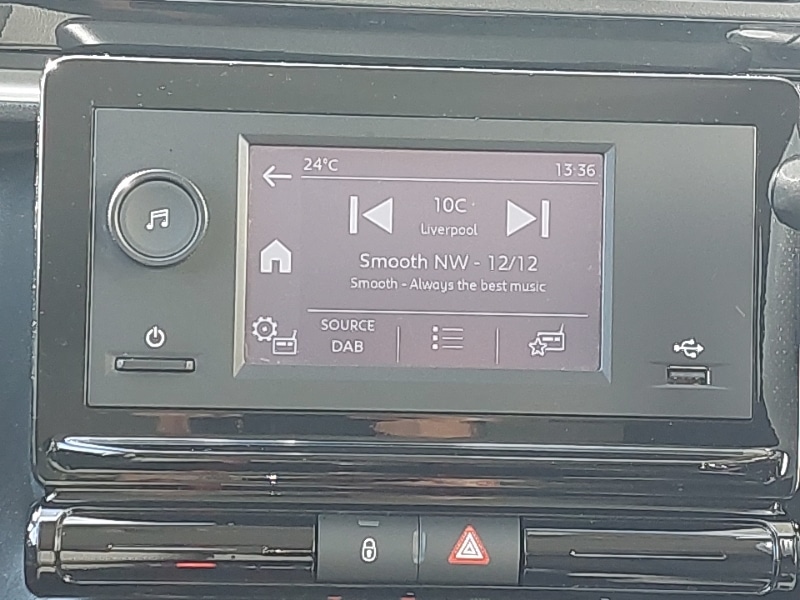 24°C 13:36
10C
Liverpool
Smooth NW - 12/12
Smooth - Always the best music
SOURCE
DAB